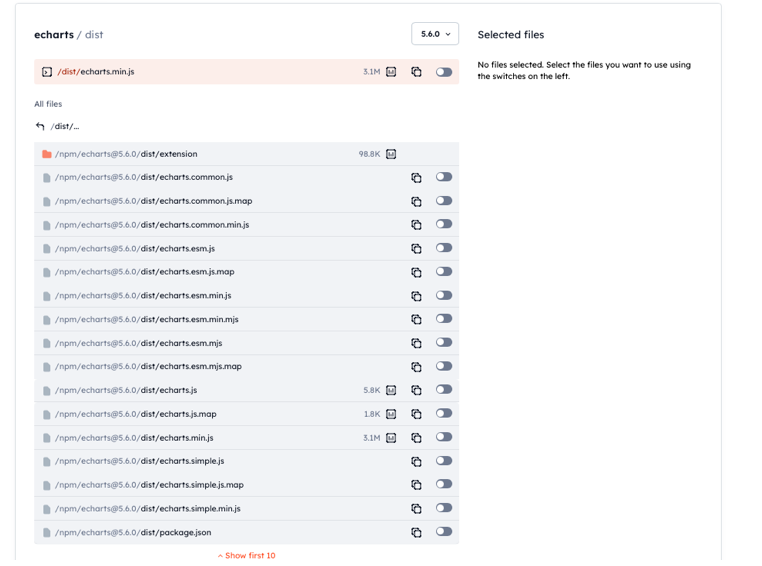 echarts / dist
5.6.0
Selected files
No files selected. Select the files you want to use using
the switches on the left.
/dist/echarts.min.js 3.1M
All files
/dist/...
/npm/echarts@5.6.0/dist/extension 98.8K
/npm/echarts@5.6.0/dist/echarts.common.js
/npm/echarts@5.6.0/dist/echarts.common.js.map
/npm/echarts@5.6.0/dist/echarts.common.min.js
/npm/echarts@5.6.0/dist/echarts.esm.js
/npm/echarts@5.6.0/dist/echarts.esm.js.map
/npm/echarts@5.6.0/dist/echarts.esm.min.js
/npm/echarts@5.6.0/dist/echarts.esm.min.mjs
/npm/echarts@5.6.0/dist/echarts.esm.mjs
/npm/echarts@5.6.0/dist/echarts.esm.mjs.map
/npm/echarts@5.6.0/dist/echarts.js 5.8K
/npm/echarts@5.6.0/dist/echarts.js.map 1.8K
/npm/echarts@5.6.0/dist/echarts.min.js 3.1M
/npm/echarts@5.6.0/dist/echarts.simple.js
/npm/echarts@5.6.0/dist/echarts.simple.js.map
/npm/echarts@5.6.0/dist/echarts.simple.min.js
/npm/echarts@5.6.0/dist/package.json
Show first 10